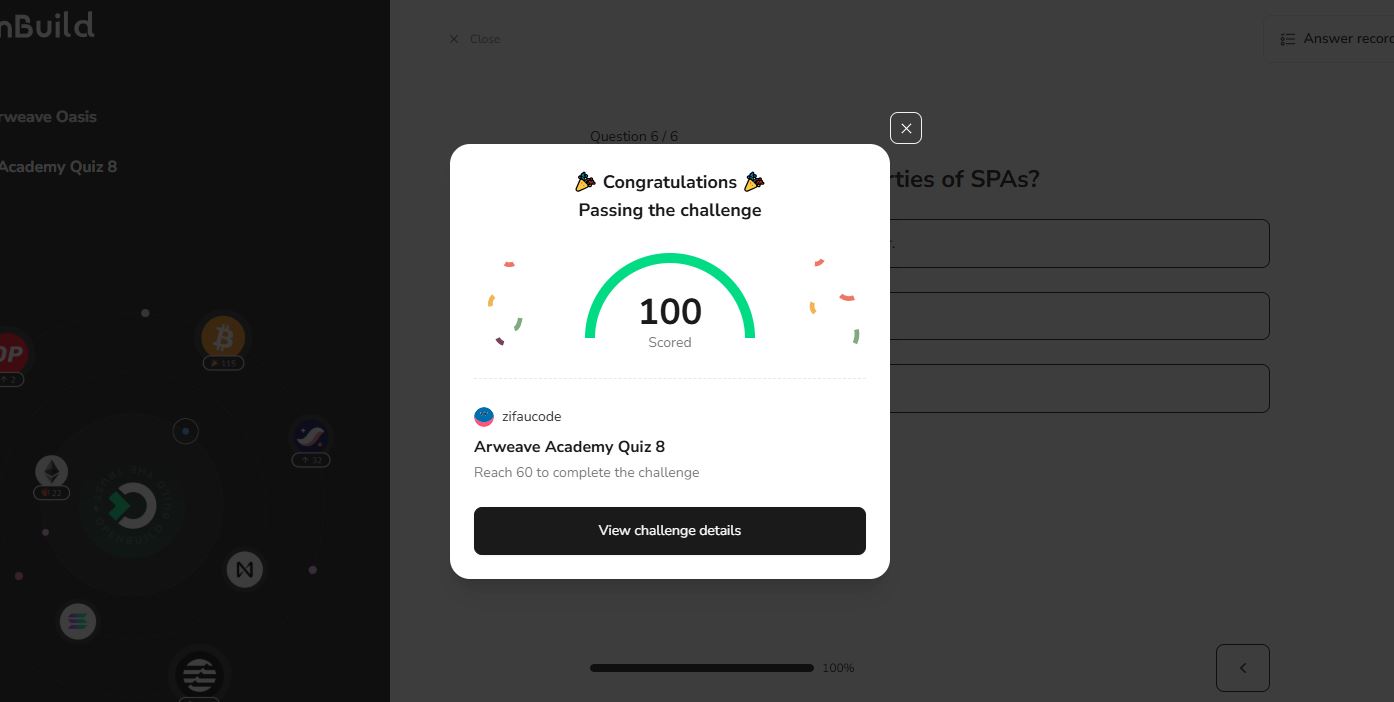 nBuild
rweave Oasis
Academy Quiz 8
Close
Answer recor
Question 6 / 6
rties of SPAs?
🎉 Congratulations 🎉
Passing the challenge
100
Scored
zifaucode
Arweave Academy Quiz 8
Reach 60 to complete the challenge
View challenge details
100%
OP
↑ 2
115
↑ 32
22
OPENBUILD